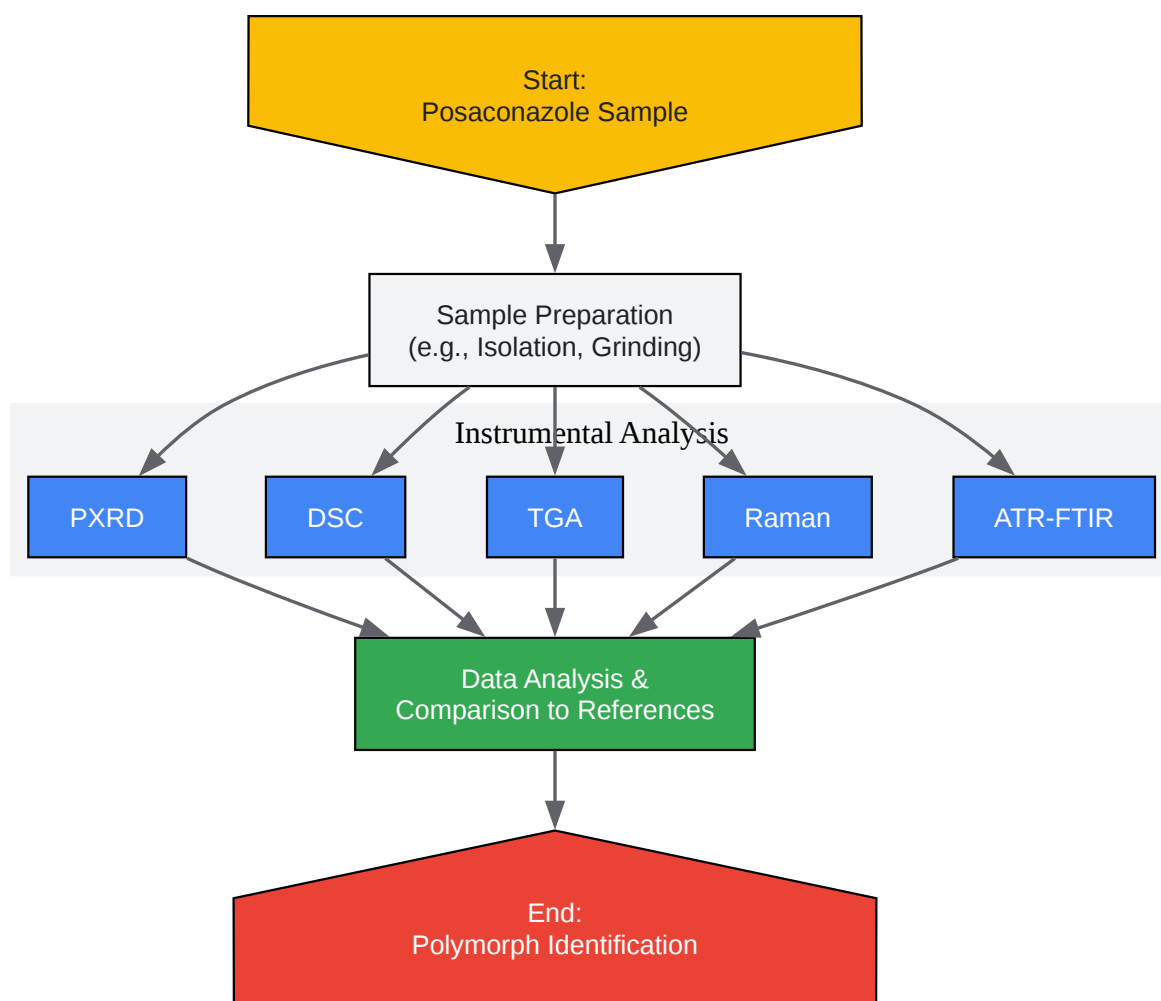 Start:
Posaconazole Sample
Sample Preparation
(e.g., Isolation, Grinding)
Instrumental Analysis
PXRD
DSC
TGA
Raman
ATR-FTIR
Data Analysis &
Comparison to References
End:
Polymorph Identification